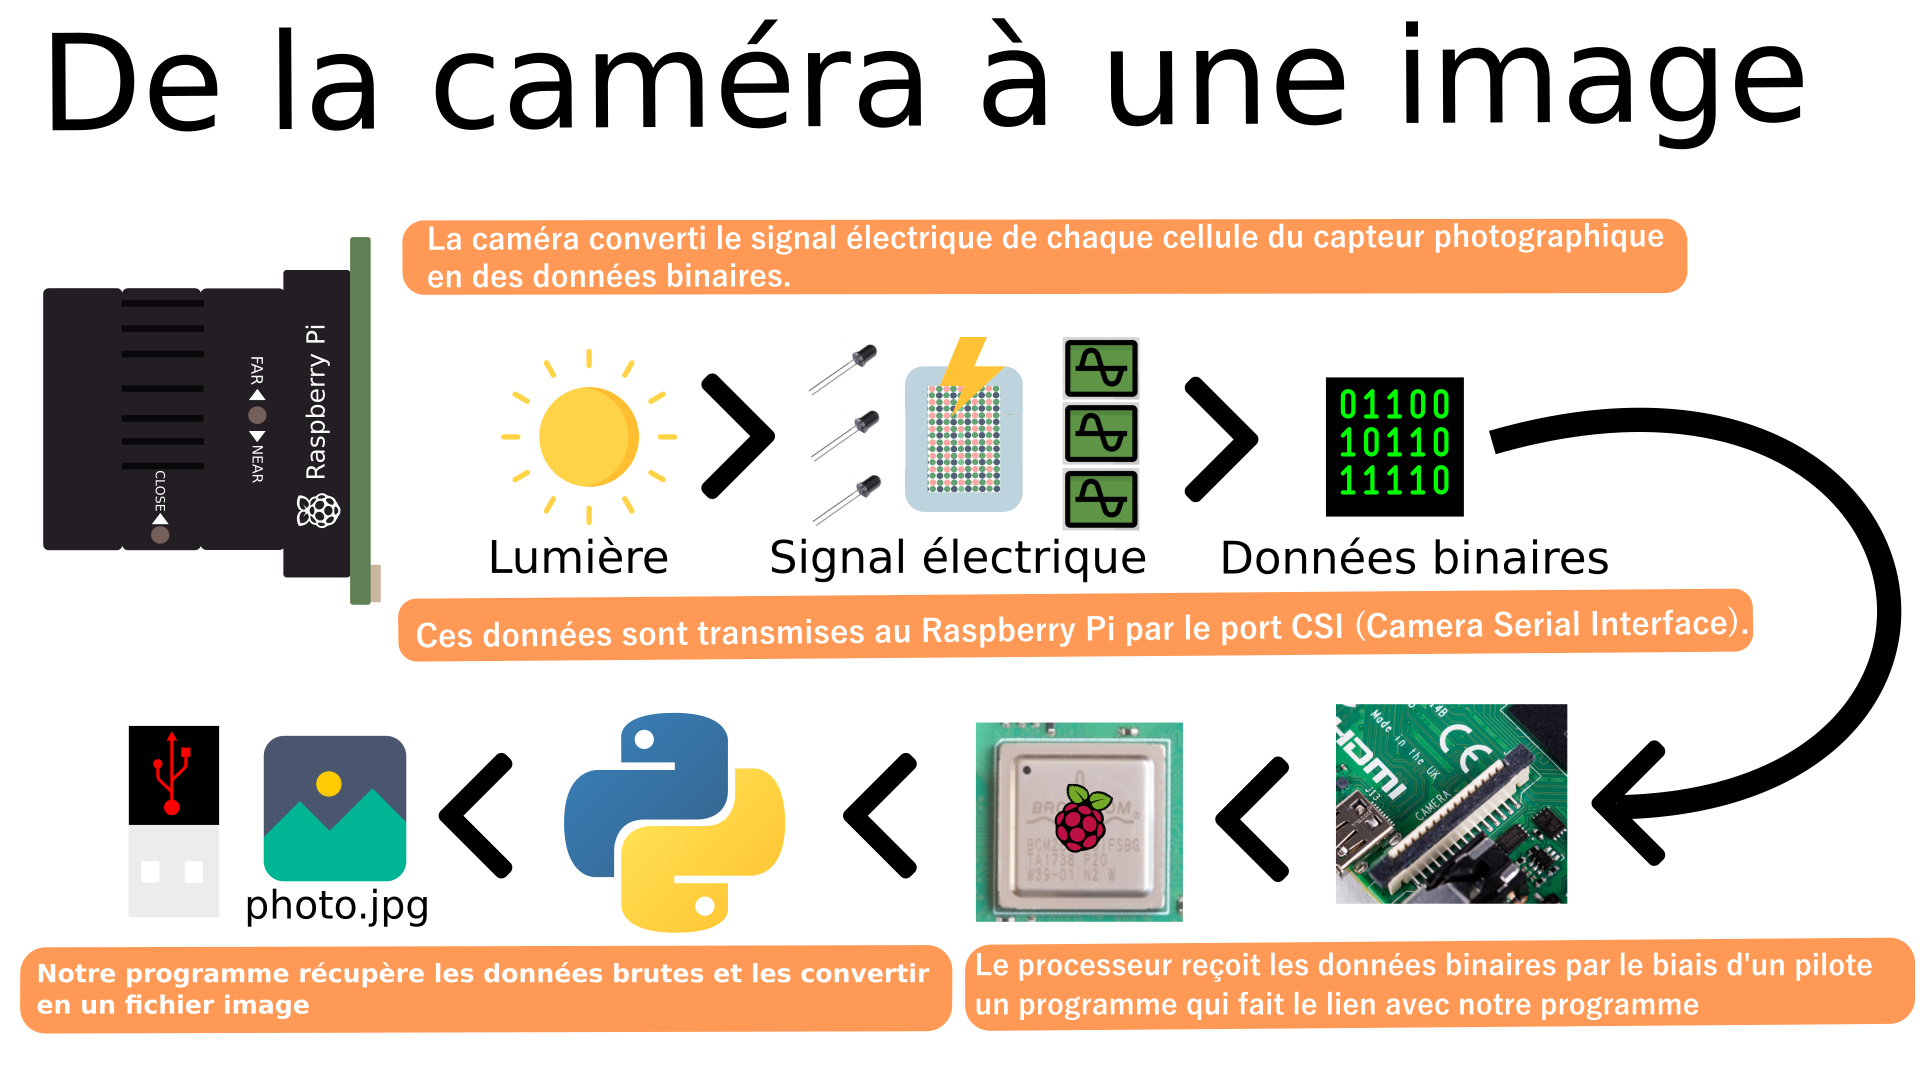 De la caméra à une image
La caméra converti le signal électrique de chaque cellule du capteur photographique
en des données binaires.
FAR
NEAR
CLOSE
Raspberry Pi
01100
10110
11110
Lumière
Signal électrique
Données binaires
Ces données sont transmises au Raspberry Pi par le port CSI (Camera Serial Interface).
photo.jpg
TA1738 P20
W39-01 N2 W
Made in the UK
HDMI
CE
J13
CAMERA
Notre programme récupère les données brutes et les convertir
en un fichier image
Le processeur reçoit les données binaires par le biais d'un pilote
un programme qui fait le lien avec notre programme